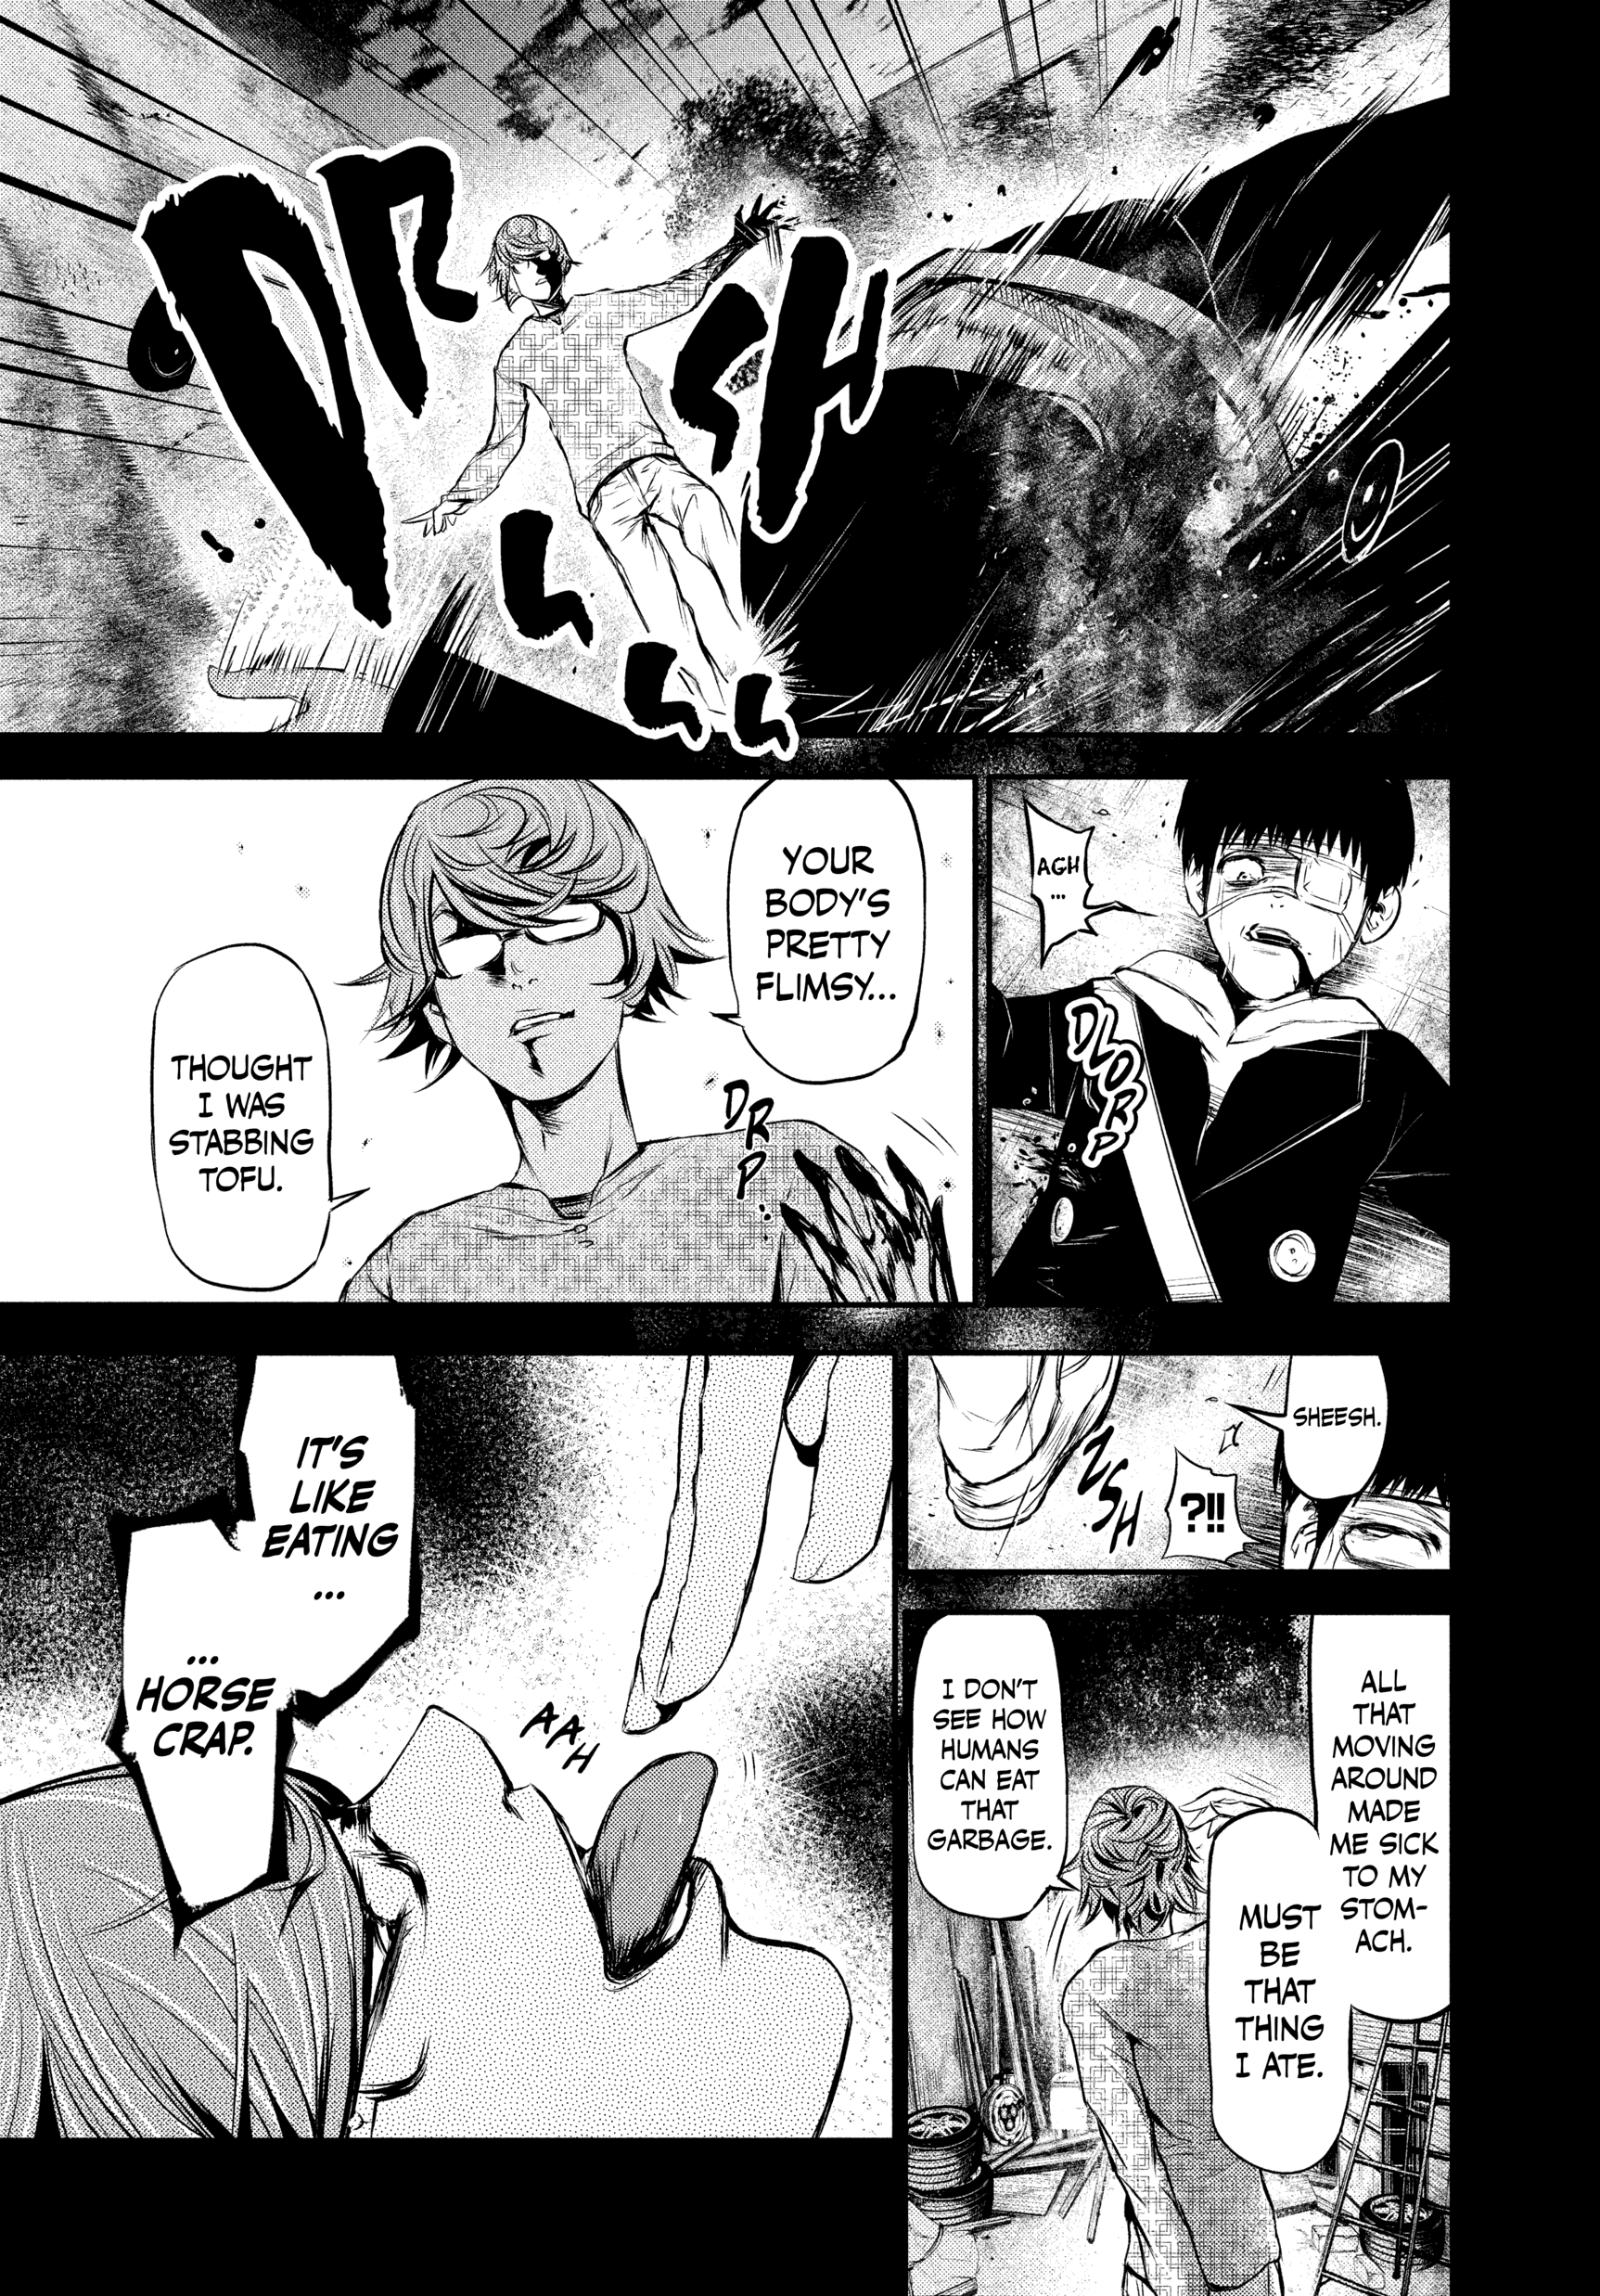 DRSH
AGH
...
DLORP
YOUR
BODY'S
PRETTY
FLIMSY...
DRP
...
THOUGHT
I WAS
STABBING
TOFU.
SHEESH.
?!!
ZSH
ALL
THAT
MOVING
AROUND
MADE
ME SICK
TO MY
STOM-
ACH.
MUST
BE
THAT
THING
I ATE.
I DON'T
SEE HOW
HUMANS
CAN EAT
THAT
GARBAGE.
IT'S
LIKE
EATING
...
AAH
...
HORSE
CRAP.